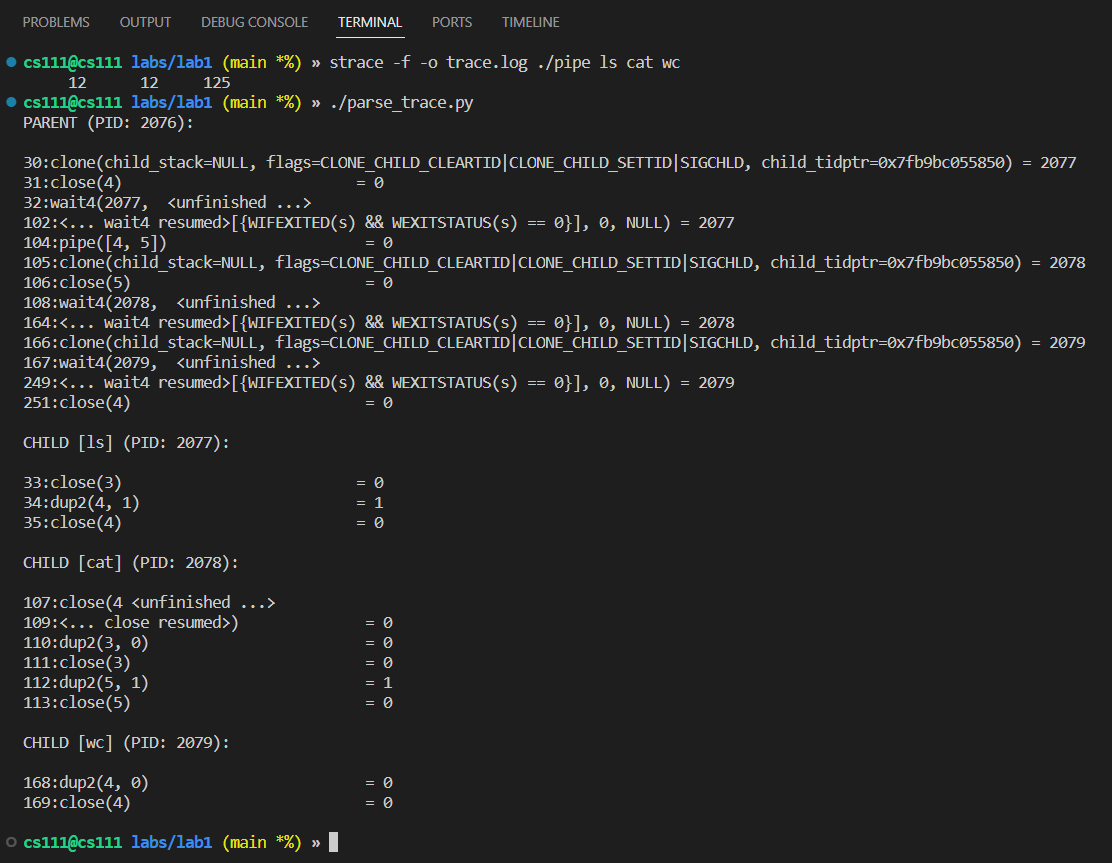 PROBLEMS OUTPUT DEBUG CONSOLE TERMINAL PORTS TIMELINE
cs111@cs111 labs/lab1 (main *%) » strace -f -o trace.log ./pipe ls cat wc
     12      12     125
cs111@cs111 labs/lab1 (main *%) » ./parse_trace.py
PARENT (PID: 2076):

30:clone(child_stack=NULL, flags=CLONE_CHILD_CLEARTID|CLONE_CHILD_SETTID|SIGCHLD, child_tidptr=0x7fb9bc055850) = 2077
31:close(4)                          = 0
32:wait4(2077,  <unfinished ...>
102:<... wait4 resumed>[{WIFEXITED(s) && WEXITSTATUS(s) == 0}], 0, NULL) = 2077
104:pipe([4, 5])                      = 0
105:clone(child_stack=NULL, flags=CLONE_CHILD_CLEARTID|CLONE_CHILD_SETTID|SIGCHLD, child_tidptr=0x7fb9bc055850) = 2078
106:close(5)                          = 0
108:wait4(2078,  <unfinished ...>
164:<... wait4 resumed>[{WIFEXITED(s) && WEXITSTATUS(s) == 0}], 0, NULL) = 2078
166:clone(child_stack=NULL, flags=CLONE_CHILD_CLEARTID|CLONE_CHILD_SETTID|SIGCHLD, child_tidptr=0x7fb9bc055850) = 2079
167:wait4(2079,  <unfinished ...>
249:<... wait4 resumed>[{WIFEXITED(s) && WEXITSTATUS(s) == 0}], 0, NULL) = 2079
251:close(4)                          = 0

CHILD [ls] (PID: 2077):

33:close(3)                          = 0
34:dup2(4, 1)                        = 1
35:close(4)                          = 0

CHILD [cat] (PID: 2078):

107:close(4 <unfinished ...>
109:<... close resumed>)              = 0
110:dup2(3, 0)                        = 0
111:close(3)                          = 0
112:dup2(5, 1)                        = 1
113:close(5)                          = 0

CHILD [wc] (PID: 2079):

168:dup2(4, 0)                        = 0
169:close(4)                          = 0

cs111@cs111 labs/lab1 (main *%) »